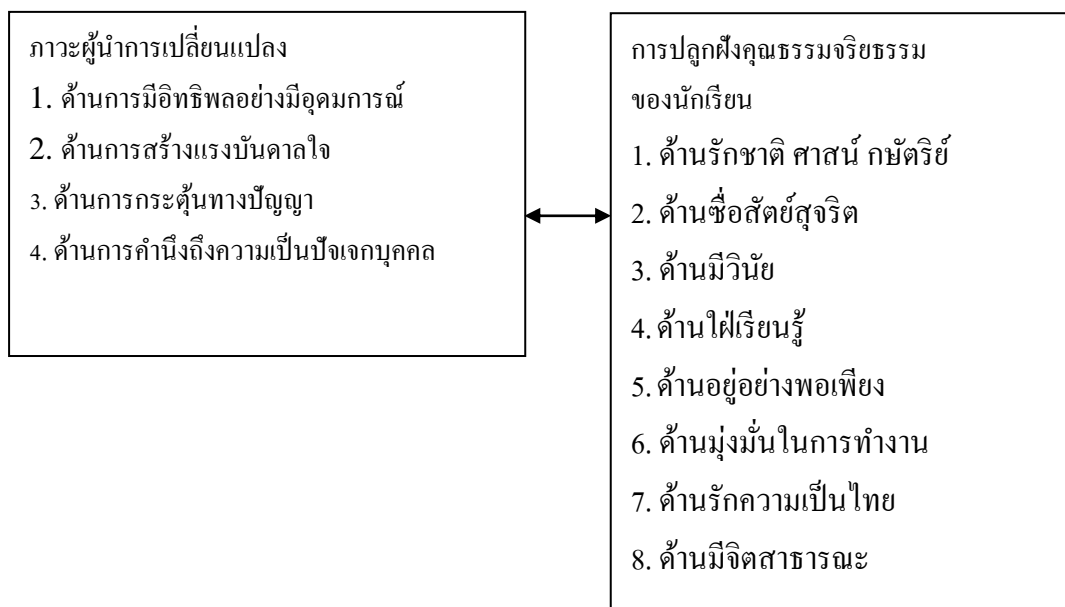 ภาวะผู้นำการเปลี่ยนแปลง
1. ด้านการมีอิทธิพลอย่างมีอุดมการณ์
2. ด้านการสร้างแรงบันดาลใจ
3. ด้านการกระตุ้นทางปัญญา
4. ด้านการคำนึงถึงความเป็นปัจเจกบุคคล
การปลูกฝังคุณธรรมจริยธรรม
ของนักเรียน
1. ด้านรักชาติ ศาสน์ กษัตริย์
2. ด้านซื่อสัตย์สุจริต
3. ด้านมีวินัย
4. ด้านใฝ่เรียนรู้
5. ด้านอยู่อย่างพอเพียง
6. ด้านมุ่งมั่นในการทำงาน
7. ด้านรักความเป็นไทย
8. ด้านมีจิตสาธารณะ